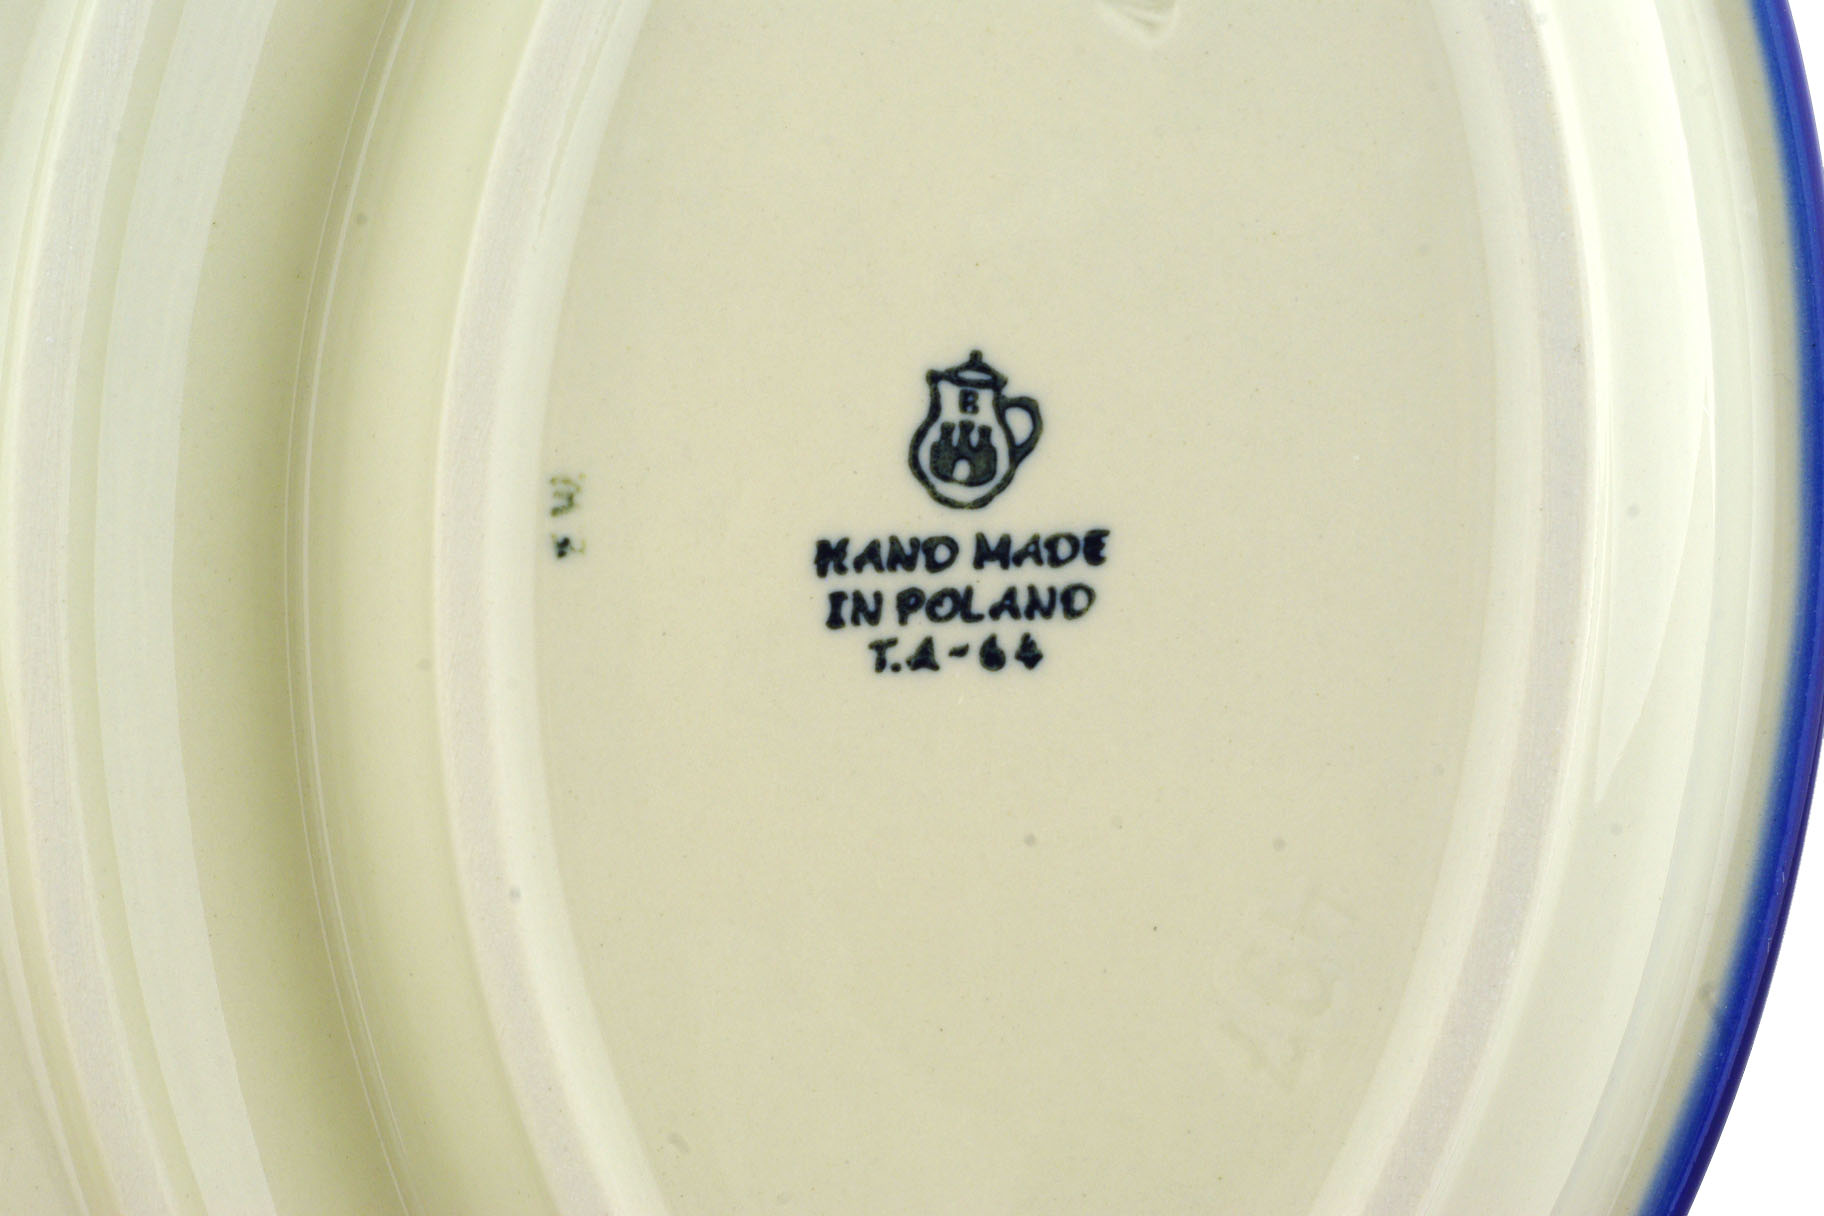 B
HAND MADE
IN POLAND
T.A-64